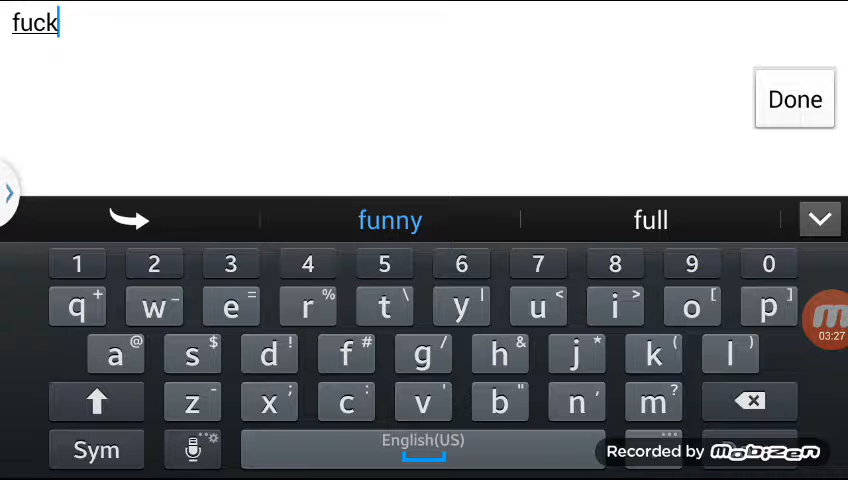 fuck
Done
funny full
1 2 3 4 5 6 7 8 9 0
q + w - e = r % t \ y | u < i > o [ p ]
a @ s $ d ! f # g / h & j * k ( l )
03:27
z - x ; c : v ' b " n , m ?
Sym English(US)
Recorded by mobizen